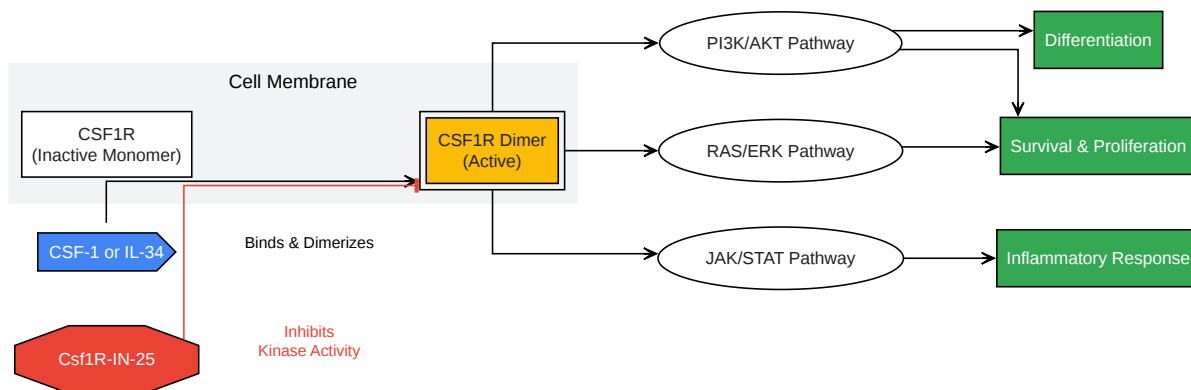 PI3K/AKT Pathway
Differentiation
Cell Membrane
CSF1R
(Inactive Monomer)
CSF1R Dimer
(Active)
RAS/ERK Pathway
Survival & Proliferation
CSF-1 or IL-34
Binds & Dimerizes
JAK/STAT Pathway
Inflammatory Response
Csf1R-IN-25
Inhibits
Kinase Activity